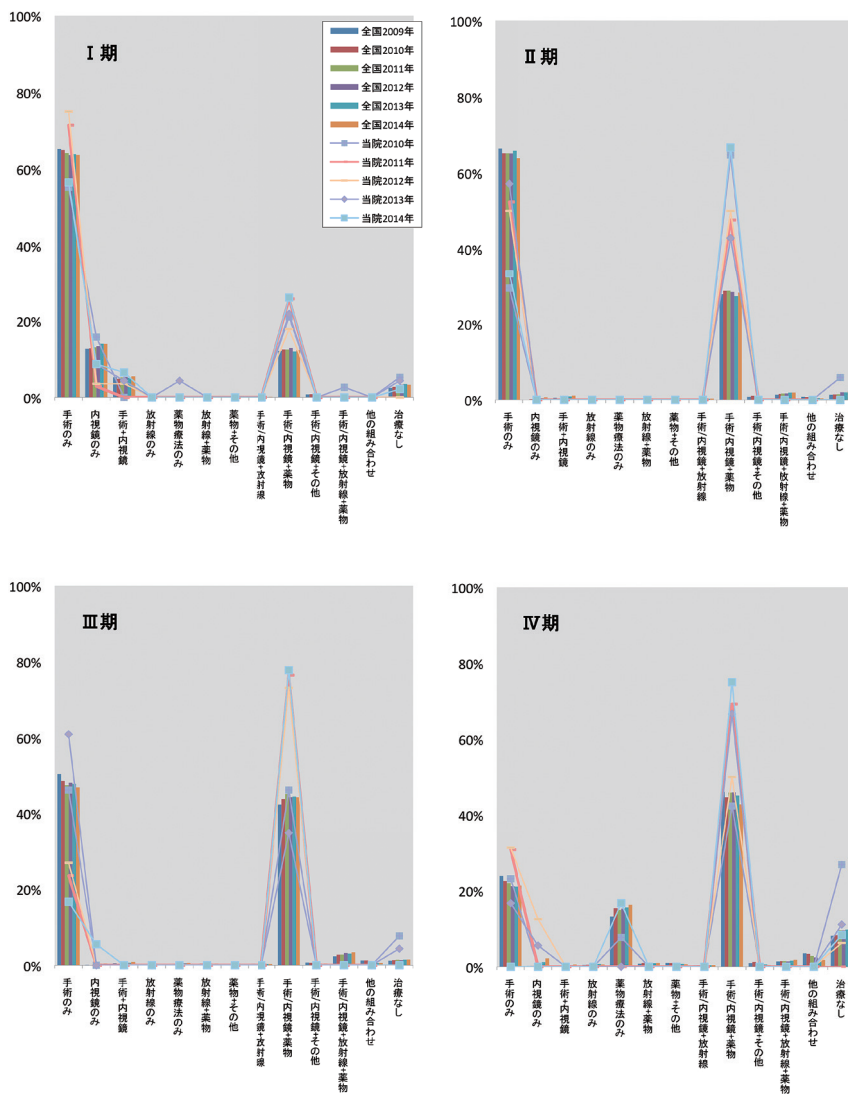 100%
80%
60%
40%
20%
0%
Ⅰ 期
全国2009年
全国2010年
全国2011年
全国2012年
全国2013年
全国2014年
当院2010年
当院2011年
当院2012年
当院2013年
当院2014年
手術のみ
内視鏡のみ
手術+内視鏡
放射線のみ
薬物療法のみ
放射線+薬物
薬物+その他
手術/内視鏡+放射線
手術/内視鏡+薬物
手術/内視鏡+その他
手術/内視鏡+放射線+薬物
他の組み合わせ
治療なし
100%
80%
60%
40%
20%
0%
Ⅱ 期
手術のみ
内視鏡のみ
手術+内視鏡
放射線のみ
薬物療法のみ
放射線+薬物
薬物+その他
手術/内視鏡+放射線
手術/内視鏡+薬物
手術/内視鏡+その他
手術/内視鏡+放射線+薬物
他の組み合わせ
治療なし
100%
80%
60%
40%
20%
0%
Ⅲ 期
手術のみ
内視鏡のみ
手術+内視鏡
放射線のみ
薬物療法のみ
放射線+薬物
薬物+その他
手術/内視鏡+放射線
手術/内視鏡+薬物
手術/内視鏡+その他
手術/内視鏡+放射線+薬物
他の組み合わせ
治療なし
100%
80%
60%
40%
20%
0%
Ⅳ 期
手術のみ
内視鏡のみ
手術+内視鏡
放射線のみ
薬物療法のみ
放射線+薬物
薬物+その他
手術/内視鏡+放射線
手術/内視鏡+薬物
手術/内視鏡+その他
手術/内視鏡+放射線+薬物
他の組み合わせ
治療なし